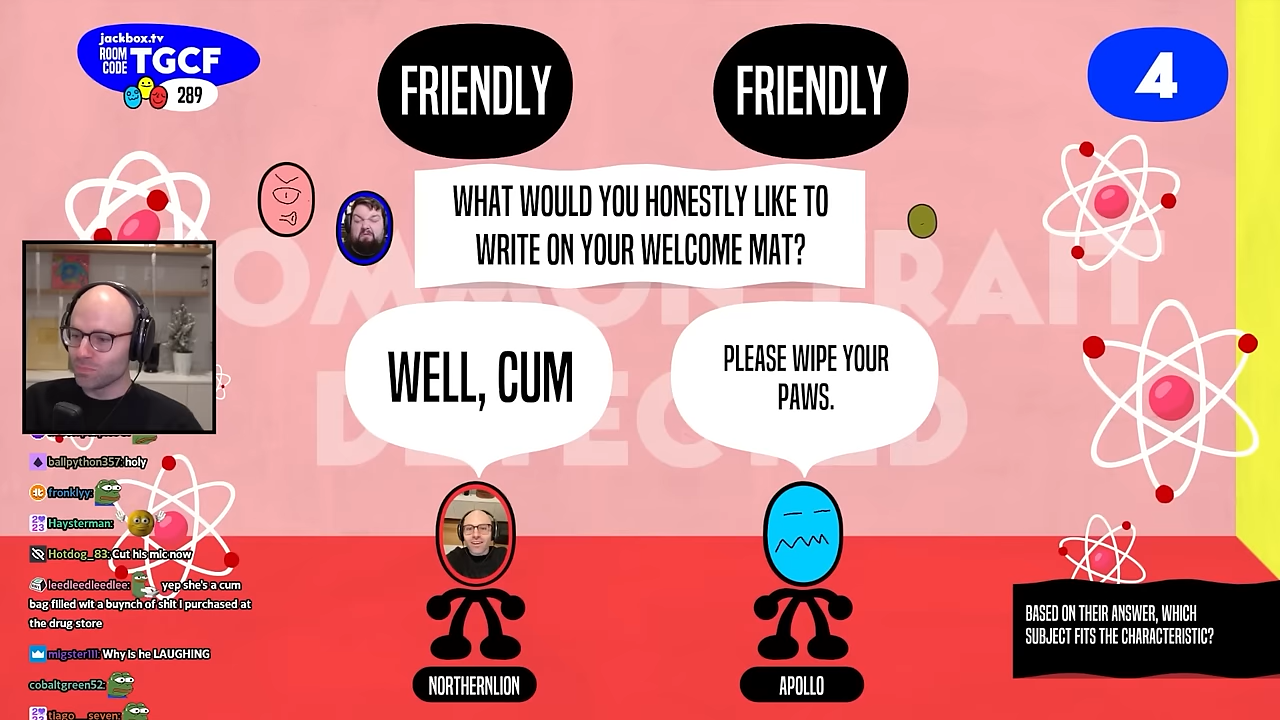 jackbox.tv
ROOM CODE TGCF
289
FRIENDLY
FRIENDLY
4
WHAT WOULD YOU HONESTLY LIKE TO
WRITE ON YOUR WELCOME MAT?
WELL, CUM
PLEASE WIPE YOUR
PAWS.
ballpython357: holy
fronklyy:
Haysterman:
Hotdog_83: Cut his mic now
leedleedleedlee: yep she's a cum
bag filled wit a buynch of shit I purchased at
the drug store
migster111: Why is he LAUGHING
cobaltgreen52:
tiago__seven:
BASED ON THEIR ANSWER, WHICH
SUBJECT FITS THE CHARACTERISTIC?
NORTHERNLION
APOLLO